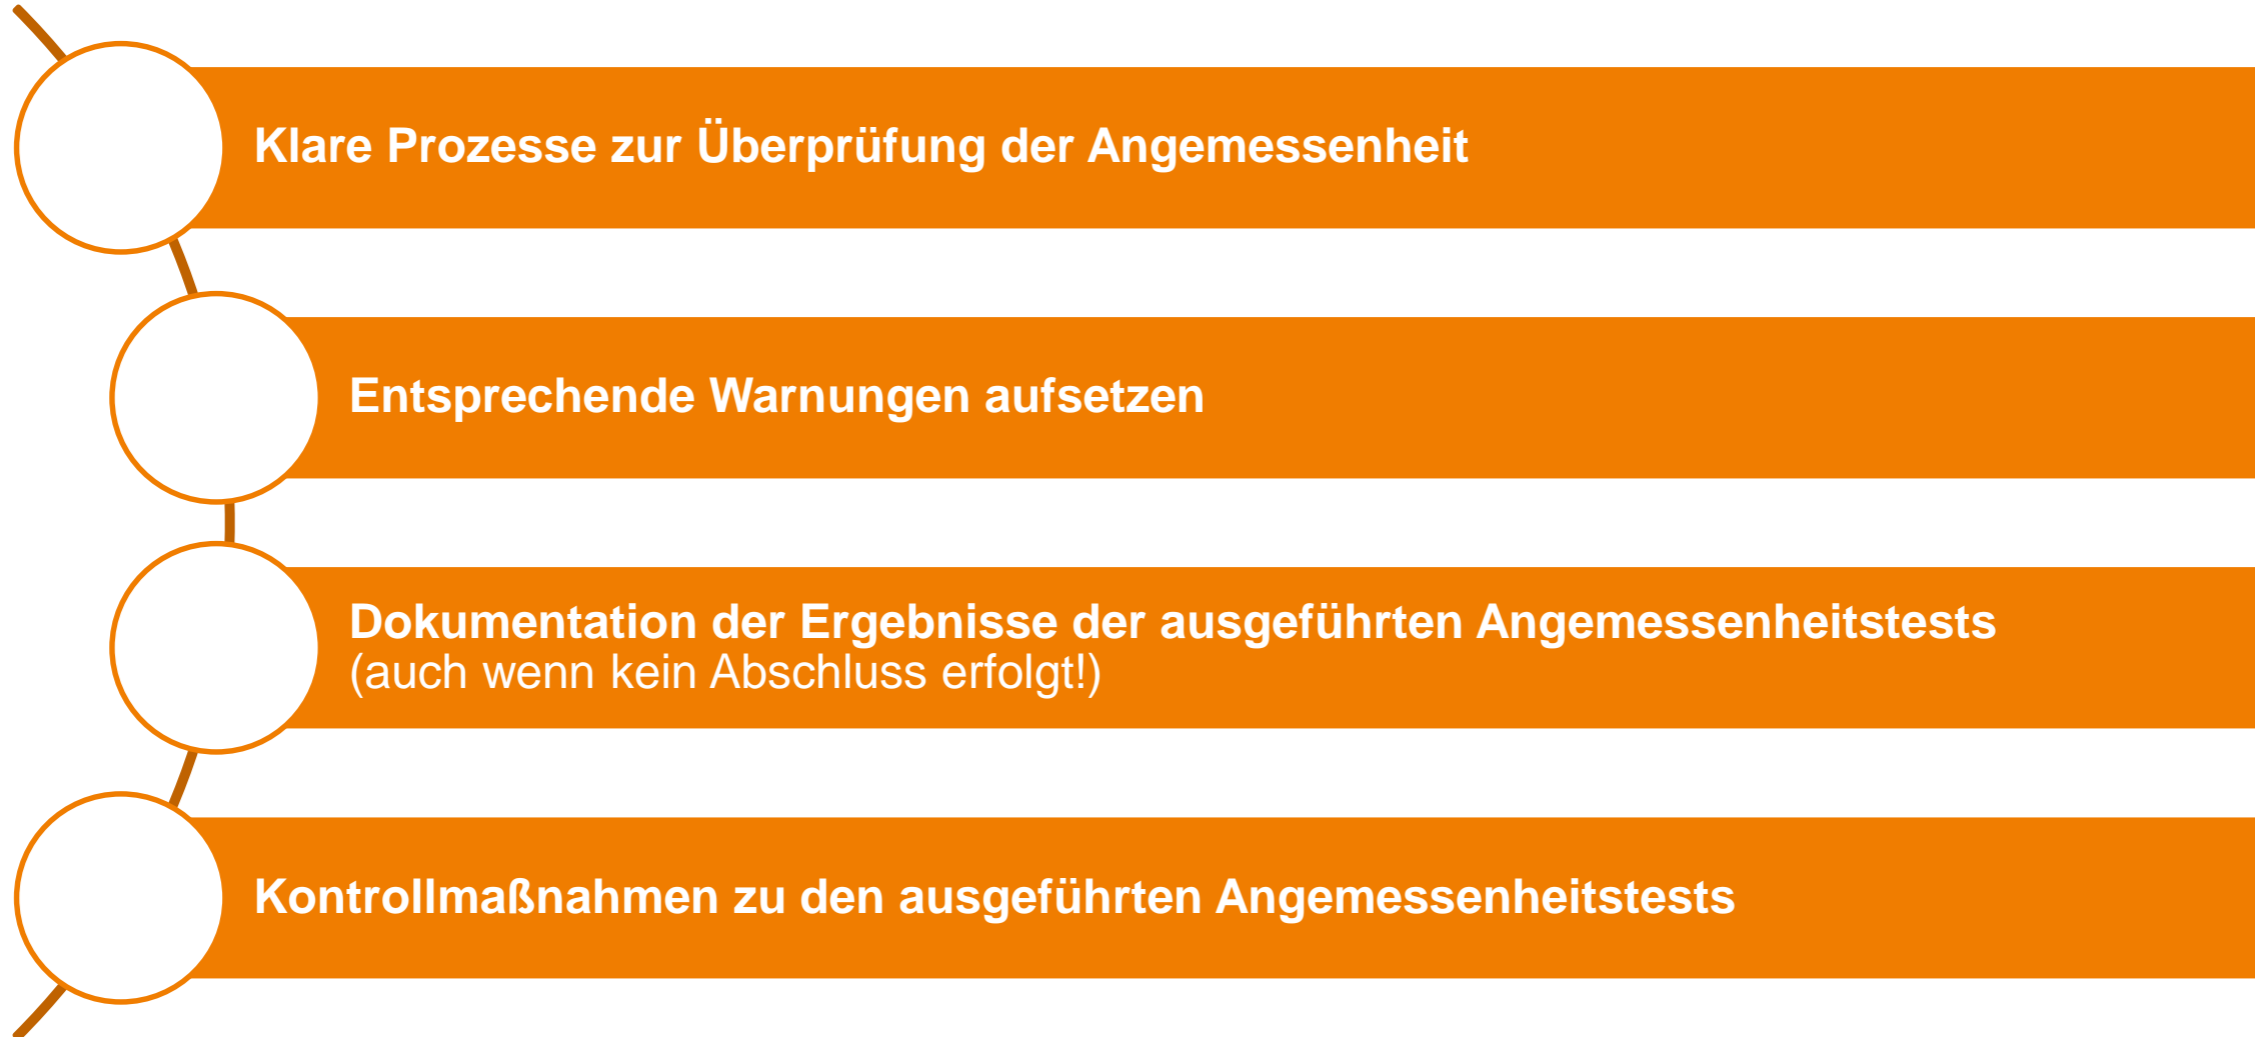 Klare Prozesse zur Überprüfung der Angemessenheit
Entsprechende Warnungen aufsetzen
Dokumentation der Ergebnisse der ausgeführten Angemessenheitstests
(auch wenn kein Abschluss erfolgt!)
Kontrollmaßnahmen zu den ausgeführten Angemessenheitstests